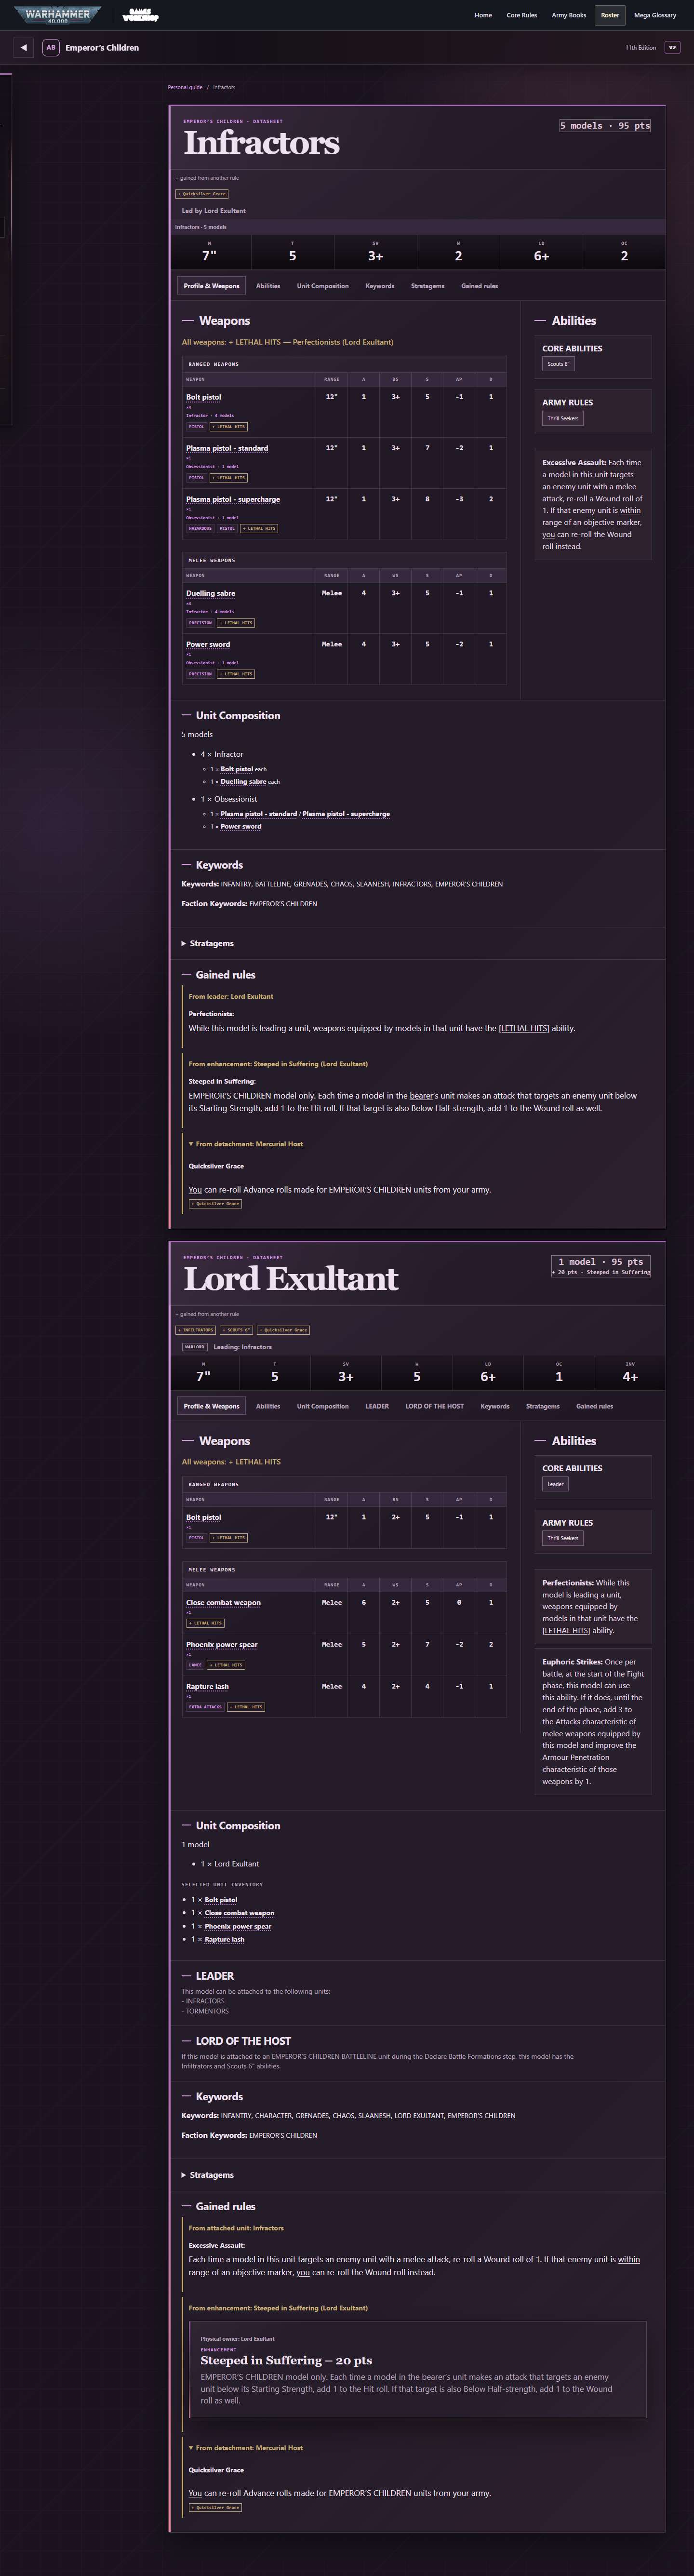 WARHAMMER
40,000
GAMES
WORKSHOP
Home
Core Rules
Army Books
Roster
Mega Glossary
◀
AB
Emperor's Children
11th Edition
V2
Personal guide / Infractors
EMPEROR'S CHILDREN · DATASHEET
Infractors
5 models · 95 pts
+ gained from another rule
+ Quicksilver Grace
Led by Lord Exultant
Infractors · 5 models
M T SV W LD OC
7" 5 3+ 2 6+ 2
Profile & Weapons
Abilities
Unit Composition
Keywords
Stratagems
Gained rules
Weapons
All weapons: + LETHAL HITS — Perfectionists (Lord Exultant)
RANGED WEAPONS
WEAPON RANGE A BS S AP D
Bolt pistol 12" 1 3+ 5 -1 1
×4
Infractor · 4 models
PISTOL + LETHAL HITS
Plasma pistol - standard 12" 1 3+ 7 -2 1
×1
Obsessionist · 1 model
PISTOL + LETHAL HITS
Plasma pistol - supercharge 12" 1 3+ 8 -3 2
×1
Obsessionist · 1 model
HAZARDOUS PISTOL + LETHAL HITS
MELEE WEAPONS
WEAPON RANGE A WS S AP D
Duelling sabre Melee 4 3+ 5 -1 1
×4
Infractor · 4 models
PRECISION + LETHAL HITS
Power sword Melee 4 3+ 5 -2 1
×1
Obsessionist · 1 model
PRECISION + LETHAL HITS
Abilities
CORE ABILITIES
Scouts 6"
ARMY RULES
Thrill Seekers
Excessive Assault: Each time
a model in this unit targets
an enemy unit with a melee
attack, re-roll a Wound roll of
1. If that enemy unit is within
range of an objective marker,
you can re-roll the Wound
roll instead.
Unit Composition
5 models
• 4 × Infractor
◦ 1 × Bolt pistol each
◦ 1 × Duelling sabre each
• 1 × Obsessionist
◦ 1 × Plasma pistol - standard / Plasma pistol - supercharge
◦ 1 × Power sword
Keywords
Keywords: INFANTRY, BATTLELINE, GRENADES, CHAOS, SLAANESH, INFRACTORS, EMPEROR'S CHILDREN
Faction Keywords: EMPEROR'S CHILDREN
▶ Stratagems
Gained rules
From leader: Lord Exultant
Perfectionists:
While this model is leading a unit, weapons equipped by models in that unit have the [LETHAL HITS] ability.
From enhancement: Steeped in Suffering (Lord Exultant)
Steeped in Suffering:
EMPEROR'S CHILDREN model only. Each time a model in the bearer's unit makes an attack that targets an enemy unit below
its Starting Strength, add 1 to the Hit roll. If that target is also Below Half-strength, add 1 to the Wound roll as well.
▼ From detachment: Mercurial Host
Quicksilver Grace
You can re-roll Advance rolls made for EMPEROR'S CHILDREN units from your army.
+ Quicksilver Grace
EMPEROR'S CHILDREN · DATASHEET
Lord Exultant
1 model · 95 pts
+ 20 pts · Steeped in Suffering
+ gained from another rule
+ INFILTRATORS + SCOUTS 6" + Quicksilver Grace
WARLORD Leading: Infractors
M T SV W LD OC INV
7" 5 3+ 5 6+ 1 4+
Profile & Weapons
Abilities
Unit Composition
LEADER
LORD OF THE HOST
Keywords
Stratagems
Gained rules
Weapons
All weapons: + LETHAL HITS
RANGED WEAPONS
WEAPON RANGE A BS S AP D
Bolt pistol 12" 1 2+ 5 -1 1
×1
PISTOL + LETHAL HITS
MELEE WEAPONS
WEAPON RANGE A WS S AP D
Close combat weapon Melee 6 2+ 5 0 1
×1
+ LETHAL HITS
Phoenix power spear Melee 5 2+ 7 -2 2
×1
LANCE + LETHAL HITS
Rapture lash Melee 4 2+ 4 -1 1
×1
EXTRA ATTACKS + LETHAL HITS
Abilities
CORE ABILITIES
Leader
ARMY RULES
Thrill Seekers
Perfectionists: While this
model is leading a unit,
weapons equipped by
models in that unit have the
[LETHAL HITS] ability.
Euphoric Strikes: Once per
battle, at the start of the Fight
phase, this model can use
this ability. If it does, until the
end of the phase, add 3 to
the Attacks characteristic of
melee weapons equipped by
this model and improve the
Armour Penetration
characteristic of those
weapons by 1.
Unit Composition
1 model
• 1 × Lord Exultant
SELECTED UNIT INVENTORY
• 1 × Bolt pistol
• 1 × Close combat weapon
• 1 × Phoenix power spear
• 1 × Rapture lash
LEADER
This model can be attached to the following units:
- INFRACTORS
- TORMENTORS
LORD OF THE HOST
If this model is attached to an EMPEROR'S CHILDREN BATTLELINE unit during the Declare Battle Formations step, this model has the
Infiltrators and Scouts 6" abilities.
Keywords
Keywords: INFANTRY, CHARACTER, GRENADES, CHAOS, SLAANESH, LORD EXULTANT, EMPEROR'S CHILDREN
Faction Keywords: EMPEROR'S CHILDREN
▶ Stratagems
Gained rules
From attached unit: Infractors
Excessive Assault:
Each time a model in this unit targets an enemy unit with a melee attack, re-roll a Wound roll of 1. If that enemy unit is within
range of an objective marker, you can re-roll the Wound roll instead.
From enhancement: Steeped in Suffering (Lord Exultant)
Physical owner: Lord Exultant
ENHANCEMENT
Steeped in Suffering — 20 pts
EMPEROR'S CHILDREN model only. Each time a model in the bearer's unit makes an attack that targets an enemy
unit below its Starting Strength, add 1 to the Hit roll. If that target is also Below Half-strength, add 1 to the Wound
roll as well.
▼ From detachment: Mercurial Host
Quicksilver Grace
You can re-roll Advance rolls made for EMPEROR'S CHILDREN units from your army.
+ Quicksilver Grace